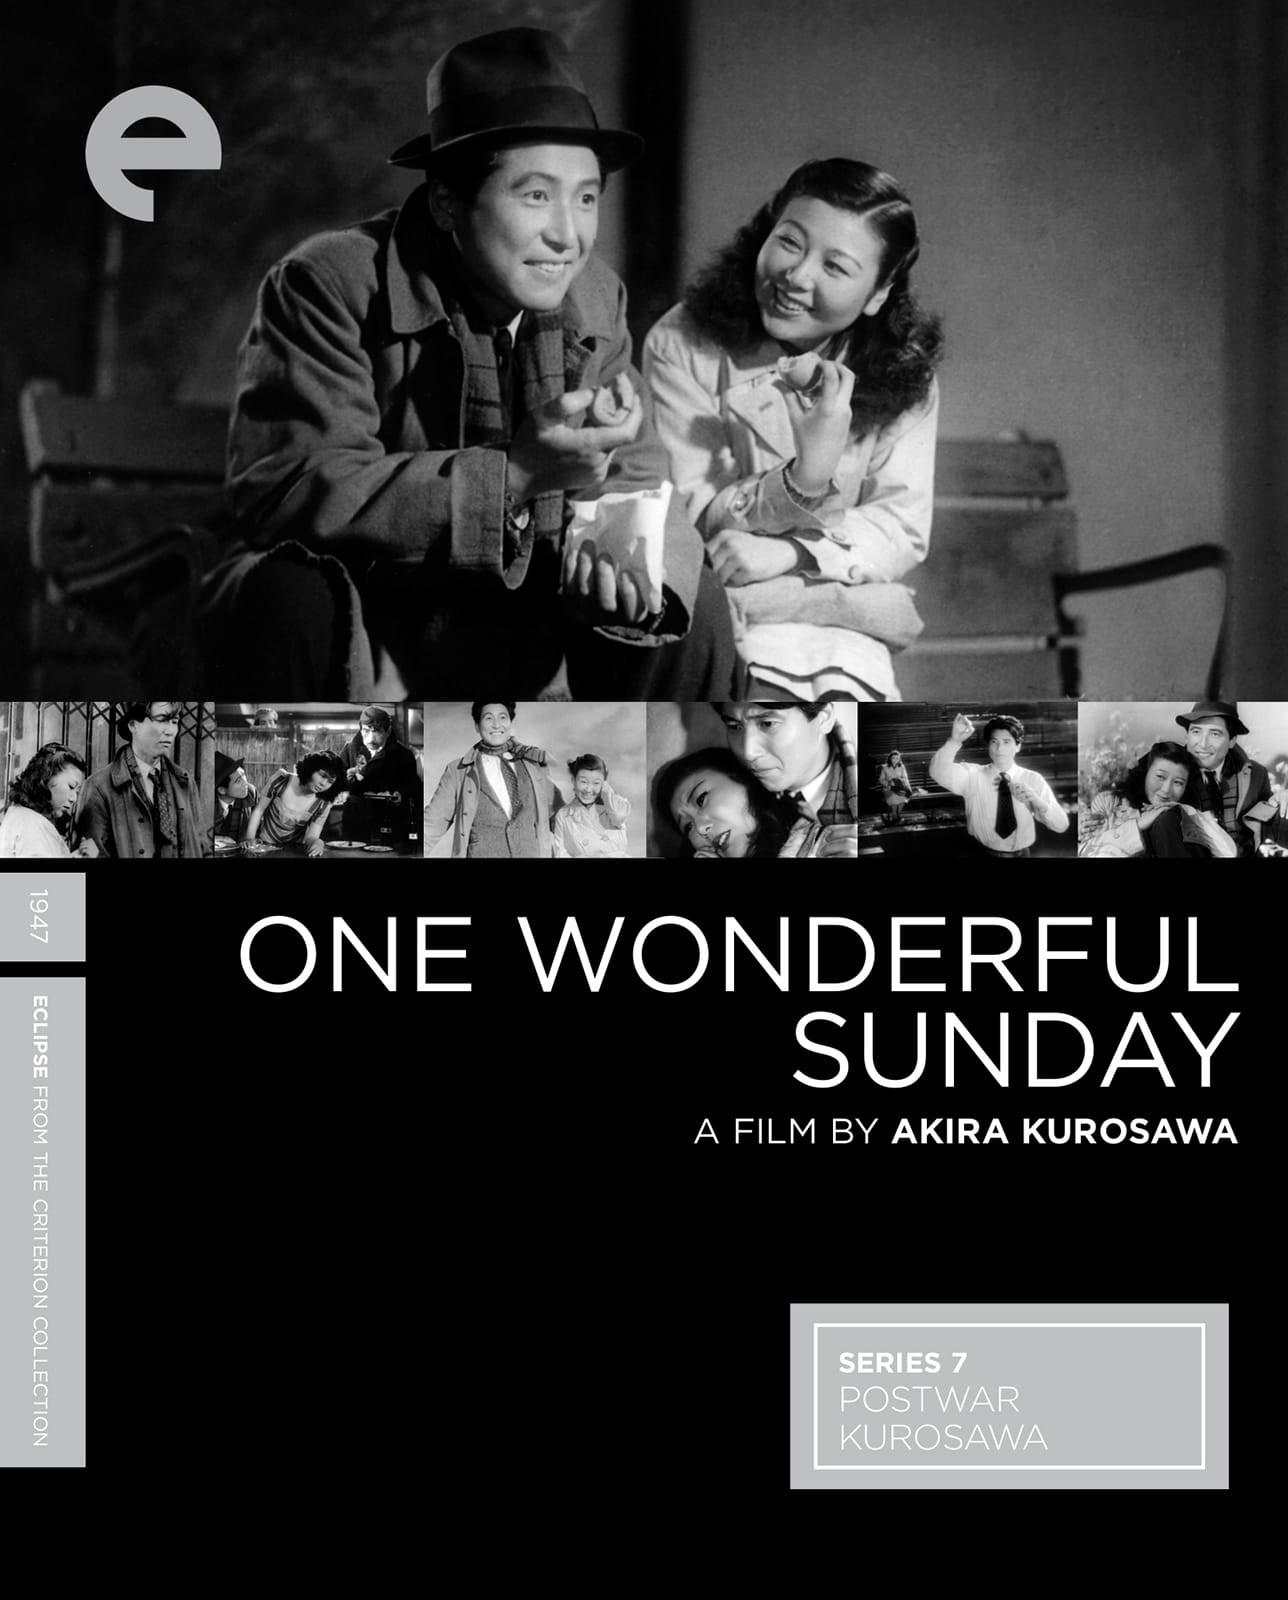 e
1947
ECLIPSE FROM THE CRITERION COLLECTION
ONE WONDERFUL
SUNDAY
A FILM BY AKIRA KUROSAWA
SERIES 7
POSTWAR
KUROSAWA